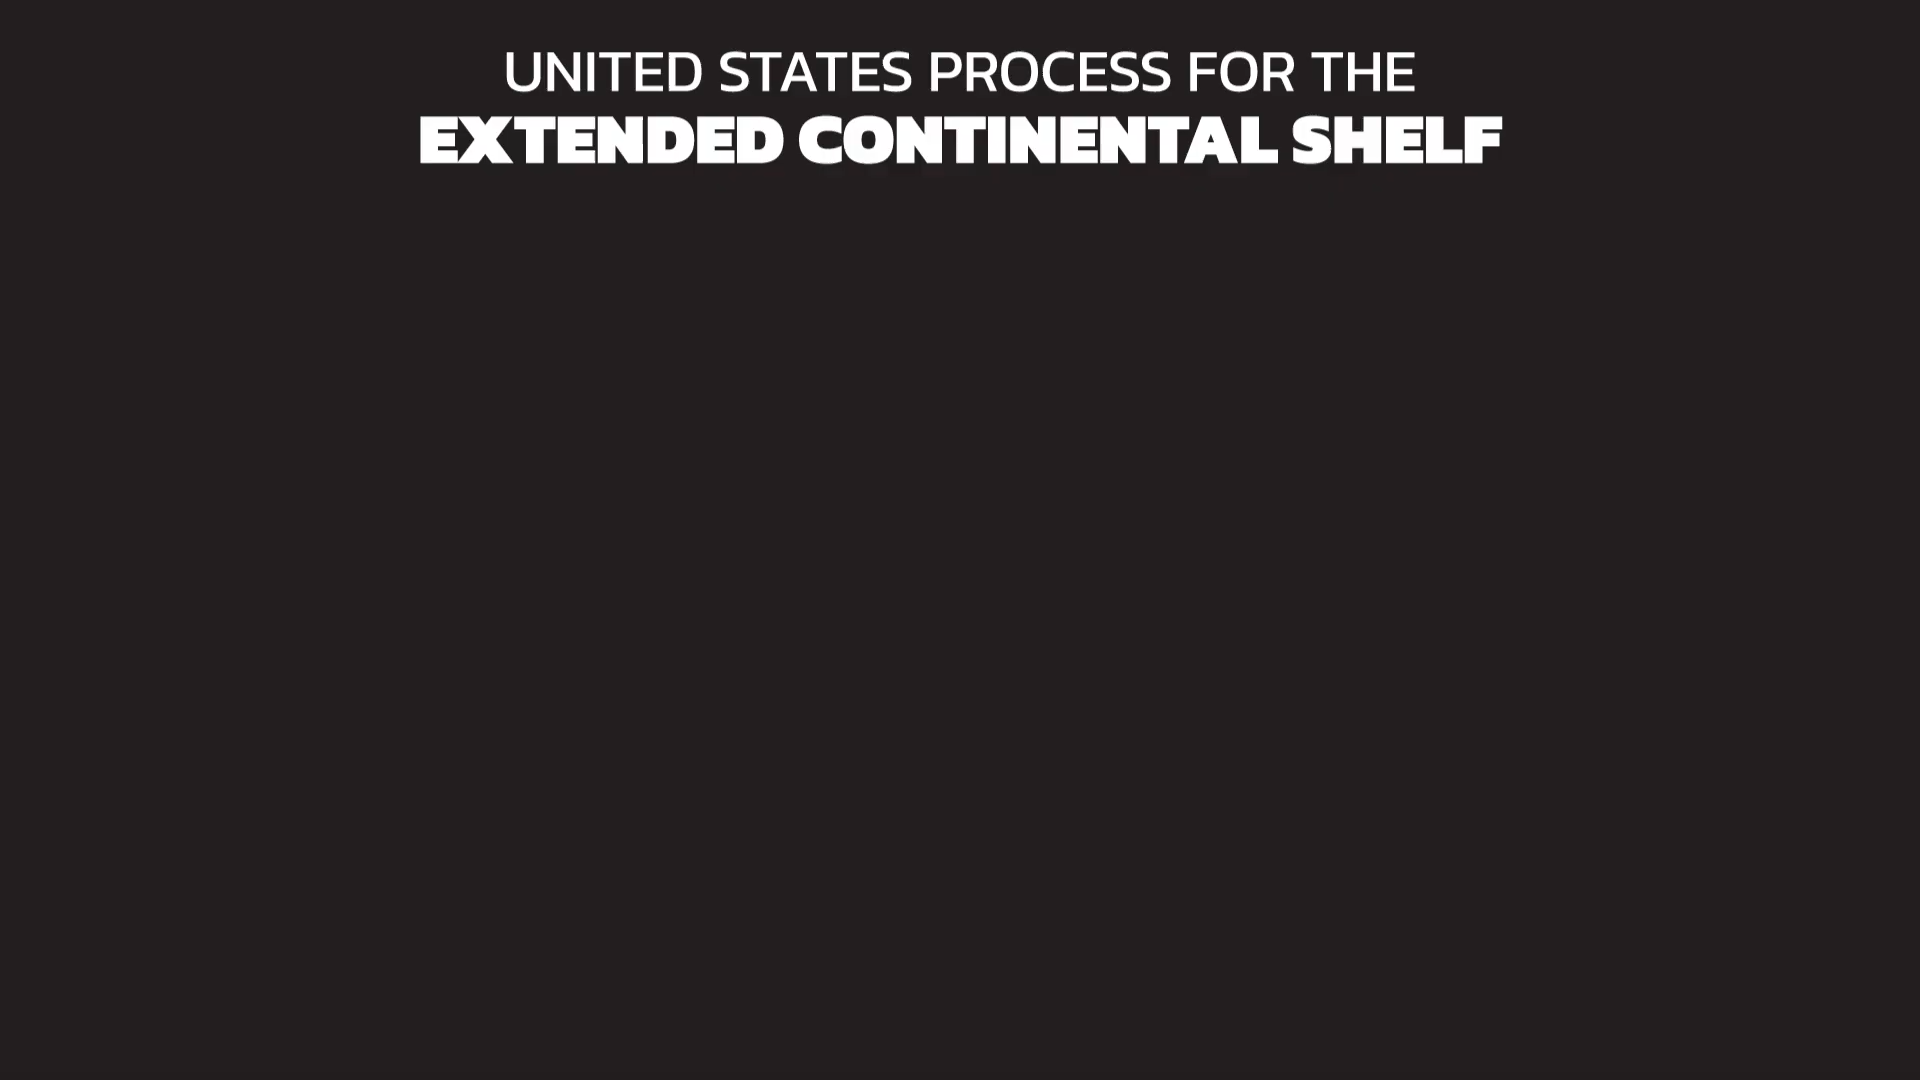 UNITED STATES PROCESS FOR THE
EXTENDED CONTINENTAL SHELF